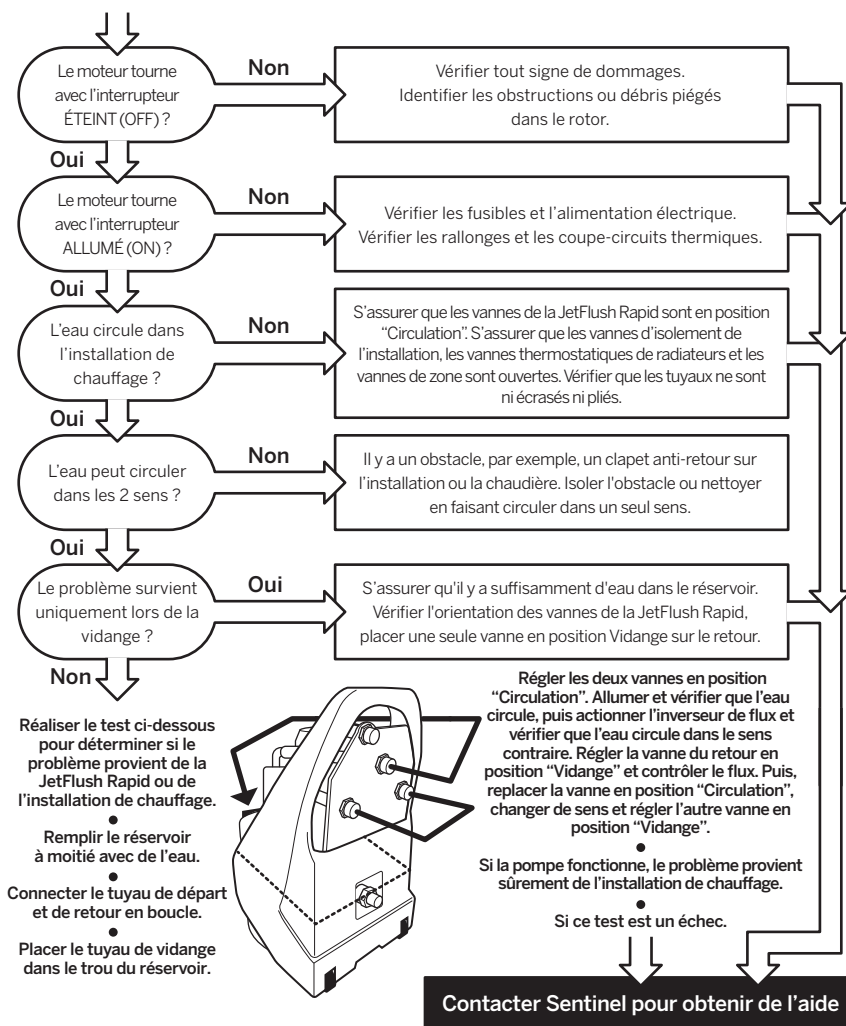 Le moteur tourne
avec l'interrupteur
ÉTEINT (OFF) ?
Non
Vérifier tout signe de dommages.
Identifier les obstructions ou débris piégés
dans le rotor.
Oui
Le moteur tourne
avec l'interrupteur
ALLUMÉ (ON) ?
Non
Vérifier les fusibles et l'alimentation électrique.
Vérifier les rallonges et les coupe-circuits thermiques.
Oui
L'eau circule dans
l'installation de
chauffage ?
Non
S'assurer que les vannes de la JetFlush Rapid sont en position
“Circulation”. S'assurer que les vannes d'isolement de
l'installation, les vannes thermostatiques de radiateurs et les
vannes de zone sont ouvertes. Vérifier que les tuyaux ne sont
ni écrasés ni pliés.
Oui
L'eau peut circuler
dans les 2 sens ?
Non
Il y a un obstacle, par exemple, un clapet anti-retour sur
l'installation ou la chaudière. Isoler l'obstacle ou nettoyer
en faisant circuler dans un seul sens.
Oui
Le problème survient
uniquement lors de la
vidange ?
Oui
S'assurer qu'il y a suffisamment d'eau dans le réservoir.
Vérifier l'orientation des vannes de la JetFlush Rapid,
placer une seule vanne en position Vidange sur le retour.
Non
Réaliser le test ci-dessous
pour déterminer si le
problème provient de la
JetFlush Rapid ou de
l'installation de chauffage.
•
Remplir le réservoir
à moitié avec de l'eau.
•
Connecter le tuyau de départ
et de retour en boucle.
•
Placer le tuyau de vidange
dans le trou du réservoir.
Régler les deux vannes en position
“Circulation”. Allumer et vérifier que l'eau
circule, puis actionner l'inverseur de flux et
vérifier que l'eau circule dans le sens
contraire. Régler la vanne du retour en
position “Vidange” et contrôler le flux. Puis,
replacer la vanne en position “Circulation”,
changer de sens et régler l'autre vanne en
position “Vidange”.
•
Si la pompe fonctionne, le problème provient
sûrement de l'installation de chauffage.
•
Si ce test est un échec.
Contacter Sentinel pour obtenir de l'aide